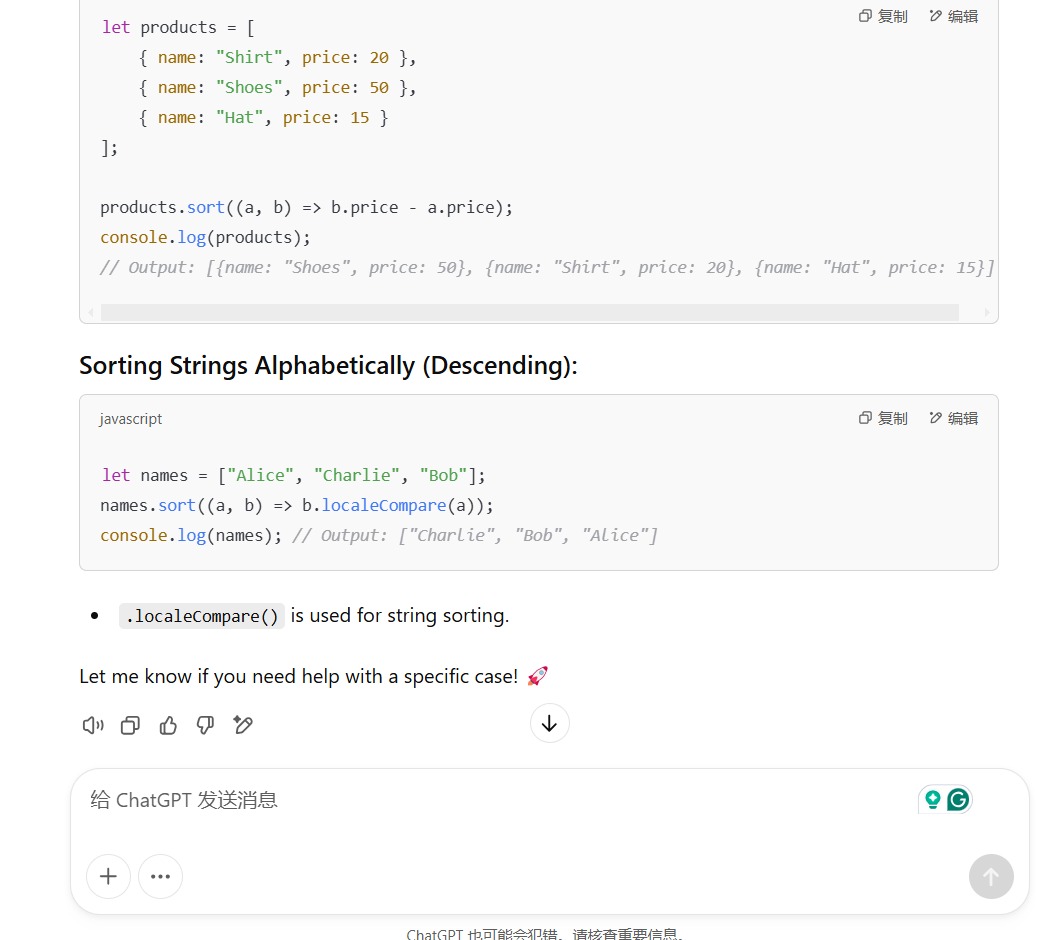 复制 编辑
let products = [
    { name: "Shirt", price: 20 },
    { name: "Shoes", price: 50 },
    { name: "Hat", price: 15 }
];
products.sort((a, b) => b.price - a.price);
console.log(products);
// Output: [{name: "Shoes", price: 50}, {name: "Shirt", price: 20}, {name: "Hat", price: 15}]
Sorting Strings Alphabetically (Descending):
javascript 复制 编辑
let names = ["Alice", "Charlie", "Bob"];
names.sort((a, b) => b.localeCompare(a));
console.log(names); // Output: ["Charlie", "Bob", "Alice"]
.localeCompare() is used for string sorting.
Let me know if you need help with a specific case! 🚀
给 ChatGPT 发送消息
ChatGPT 也可能会犯错。请核查重要信息。